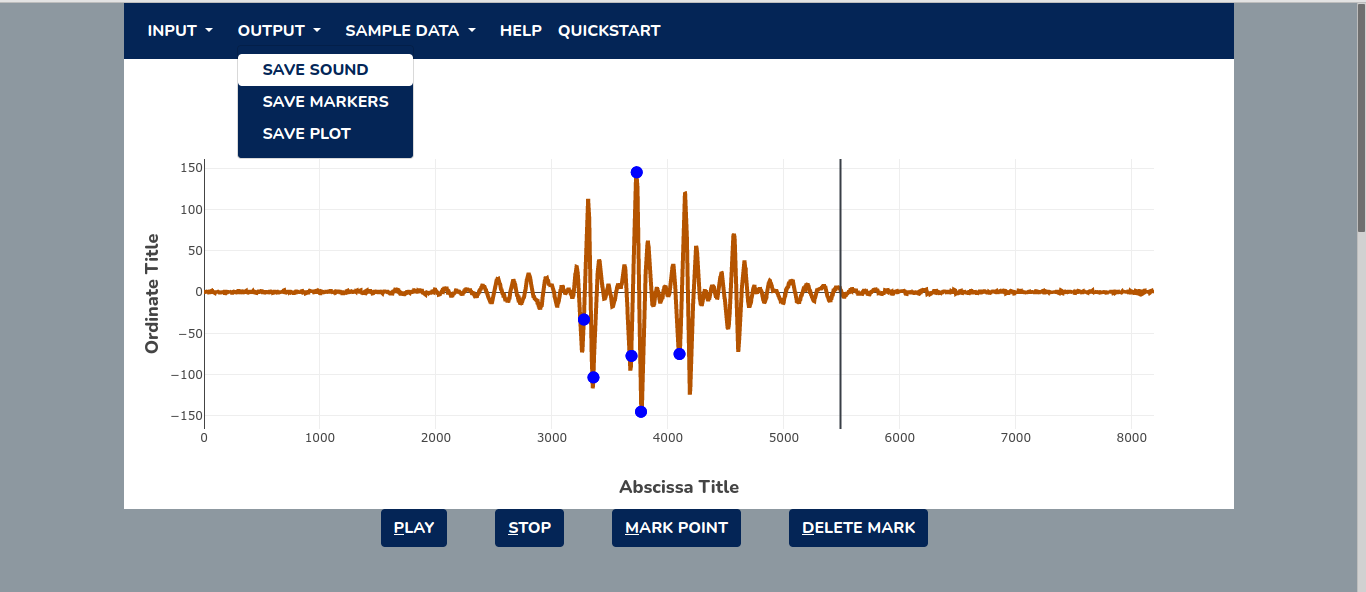 INPUT OUTPUT SAMPLE DATA HELP QUICKSTART
SAVE SOUND
SAVE MARKERS
SAVE PLOT
150
100
50
0
−50
−100
−150
Ordinate Title
0 1000 2000 3000 4000 5000 6000 7000 8000
Abscissa Title
PLAY STOP MARK POINT DELETE MARK